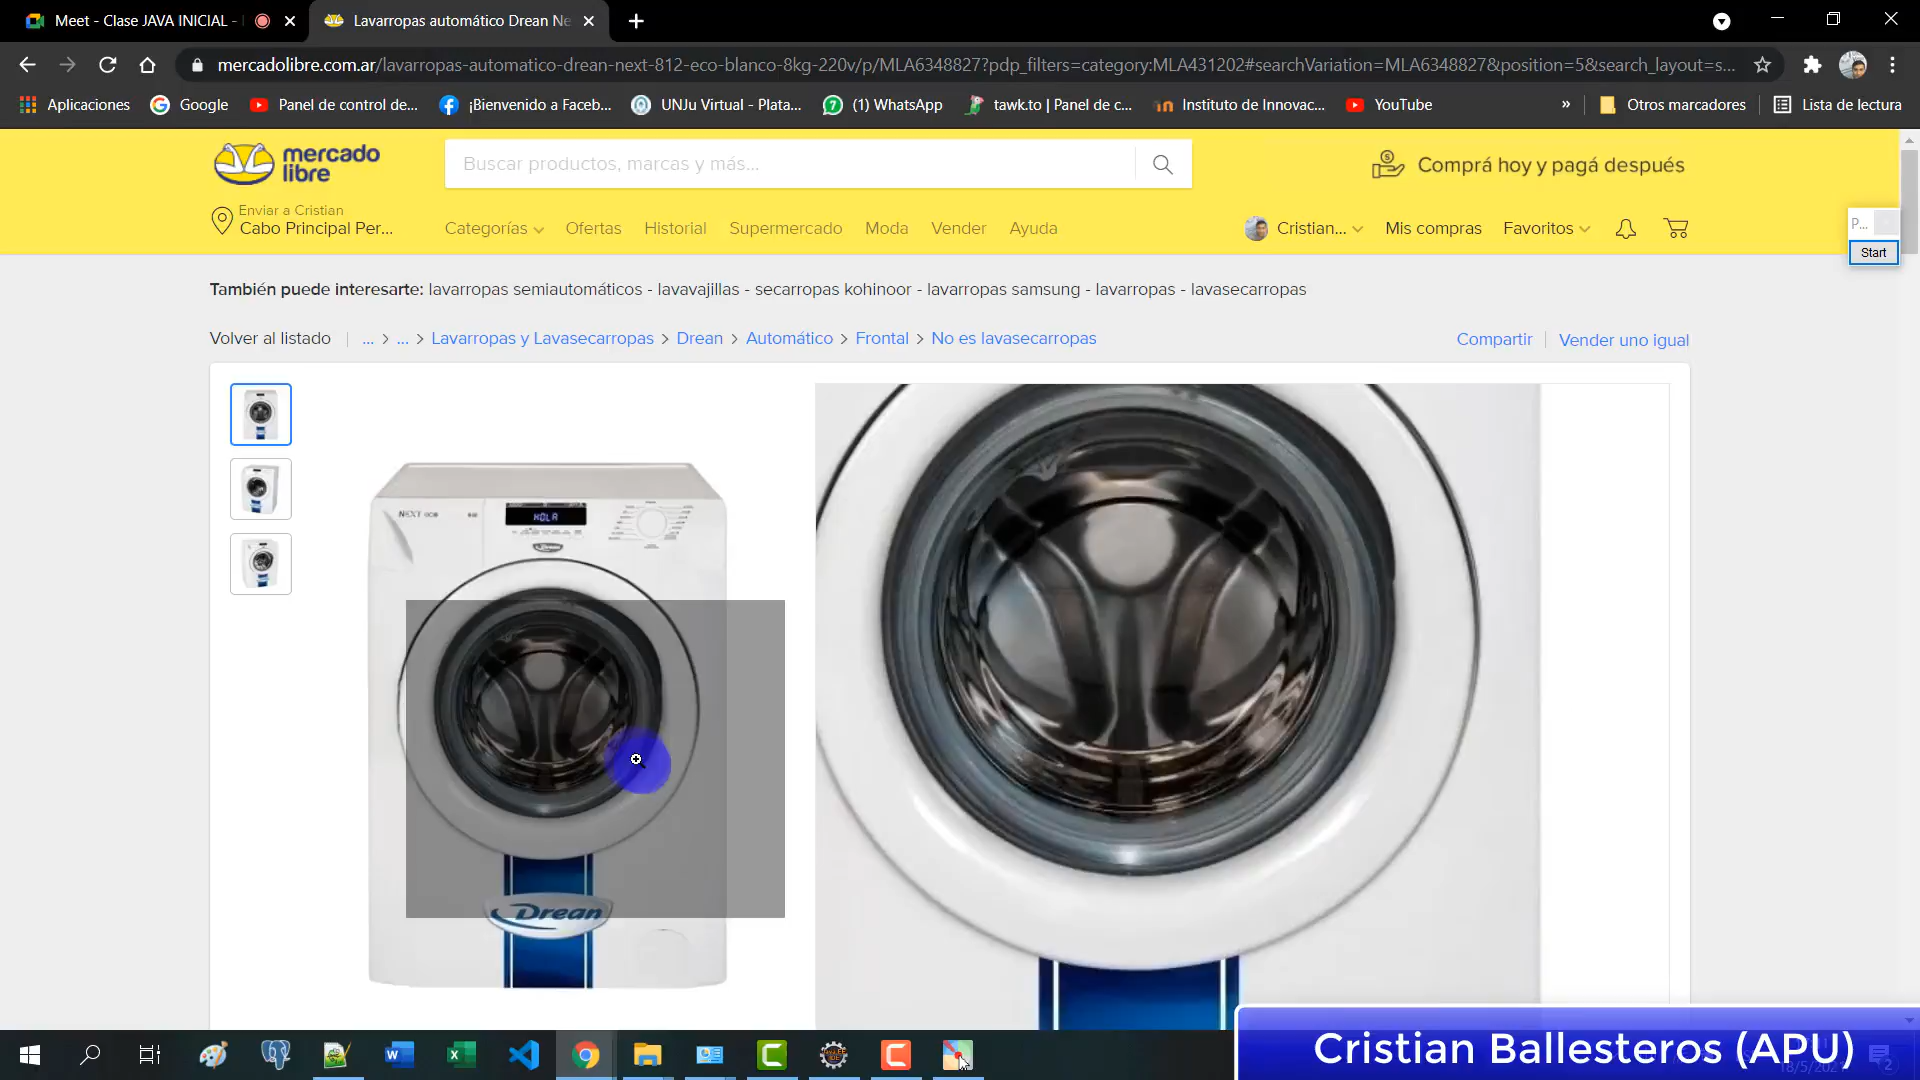 Meet - Clase JAVA INICIAL -
Lavarropas automático Drean Ne
mercadolibre.com.ar/lavarropas-automatico-drean-next-812-eco-blanco-8kg-220v/p/MLA6348827?pdp_filters=category:MLA431202#searchVariation=MLA6348827&position=5&search_layout=s...
Aplicaciones Google Panel de control de... ¡Bienvenido a Faceb... UNJu Virtual - Plata... (1) WhatsApp tawk.to | Panel de c... Instituto de Innovac... YouTube » Otros marcadores Lista de lectura
mercado libre
Buscar productos, marcas y más...
Comprá hoy y pagá después
Enviar a Cristian
Cabo Principal Per...
Categorías Ofertas Historial Supermercado Moda Vender Ayuda
Cristian... Mis compras Favoritos
P...
Start
También puede interesarte: lavarropas semiautomáticos - lavavajillas - secarropas kohinoor - lavarropas samsung - lavarropas - lavasecarropas
Volver al listado | ... > ... > Lavarropas y Lavasecarropas > Drean > Automático > Frontal > No es lavasecarropas
Compartir | Vender uno igual
NEXT
HOLA
Drean
Drean
Cristian Ballesteros (APU)